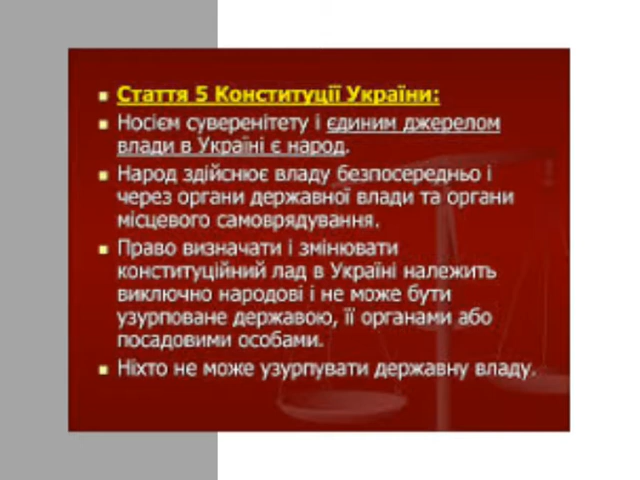 Стаття 5 Конституції України:
Носієм суверенітету і єдиним джерелом
влади в Україні є народ.
Народ здійснює владу безпосередньо і
через органи державної влади та органи
місцевого самоврядування.
Право визначати і змінювати
конституційний лад в Україні належить
виключно народові і не може бути
узурповане державою, її органами або
посадовими особами.
Ніхто не може узурпувати державну владу.